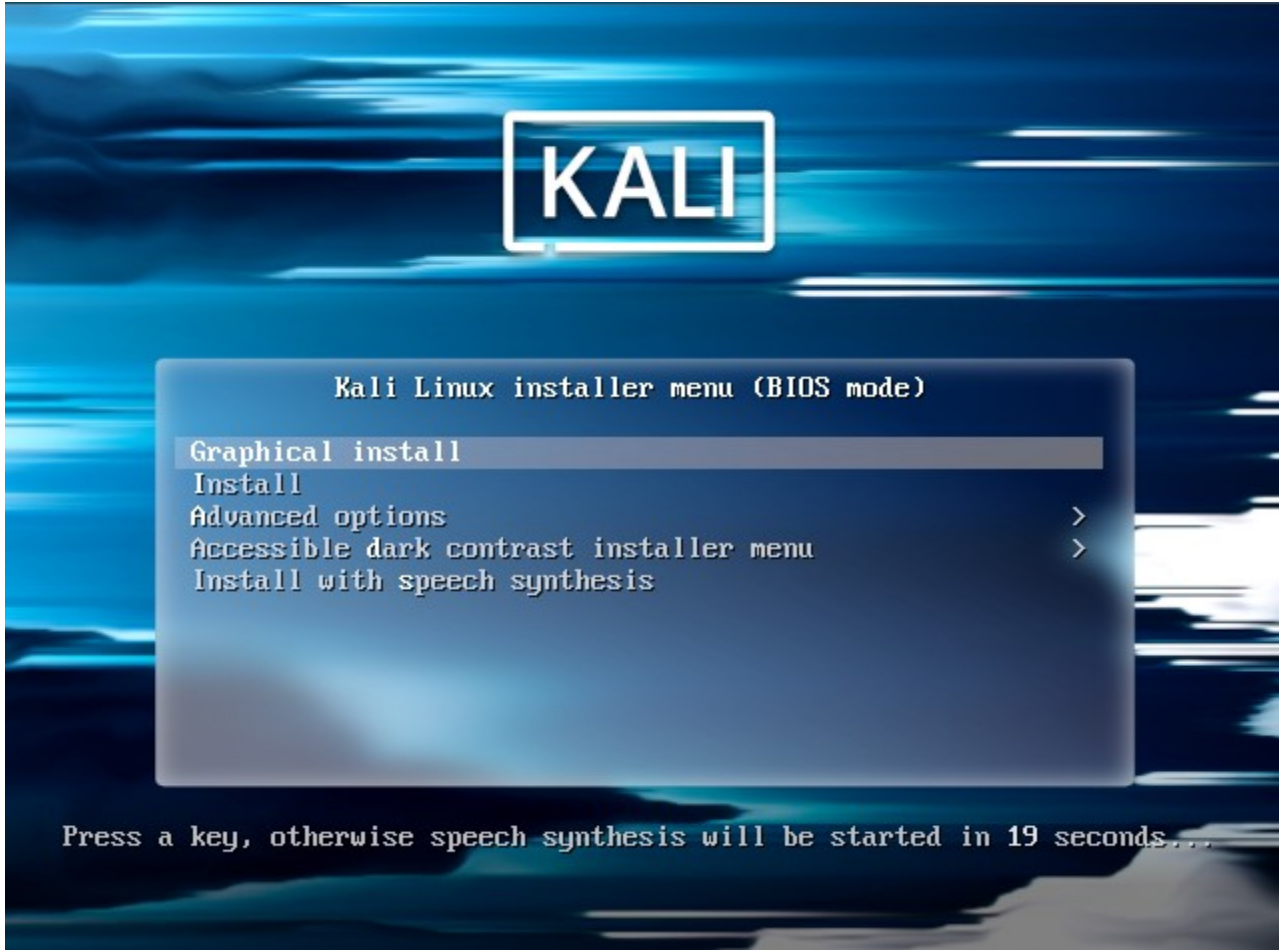 KALI
Kali Linux installer menu (BIOS mode)
Graphical install
Install
Advanced options >
Accessible dark contrast installer menu >
Install with speech synthesis
Press a key, otherwise speech synthesis will be started in 19 seconds...